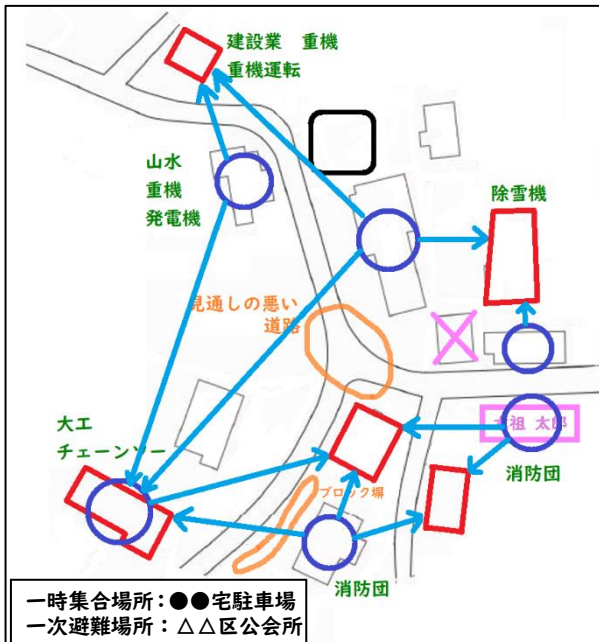 建設業　重機
重機運転
山水
重機
発電機
除雪機
見通しの悪い
道路
大工
チェーンソー
太郎
消防団
ブロック塀
消防団
一時集合場所：●●宅駐車場
一次避難場所：△△区公会所